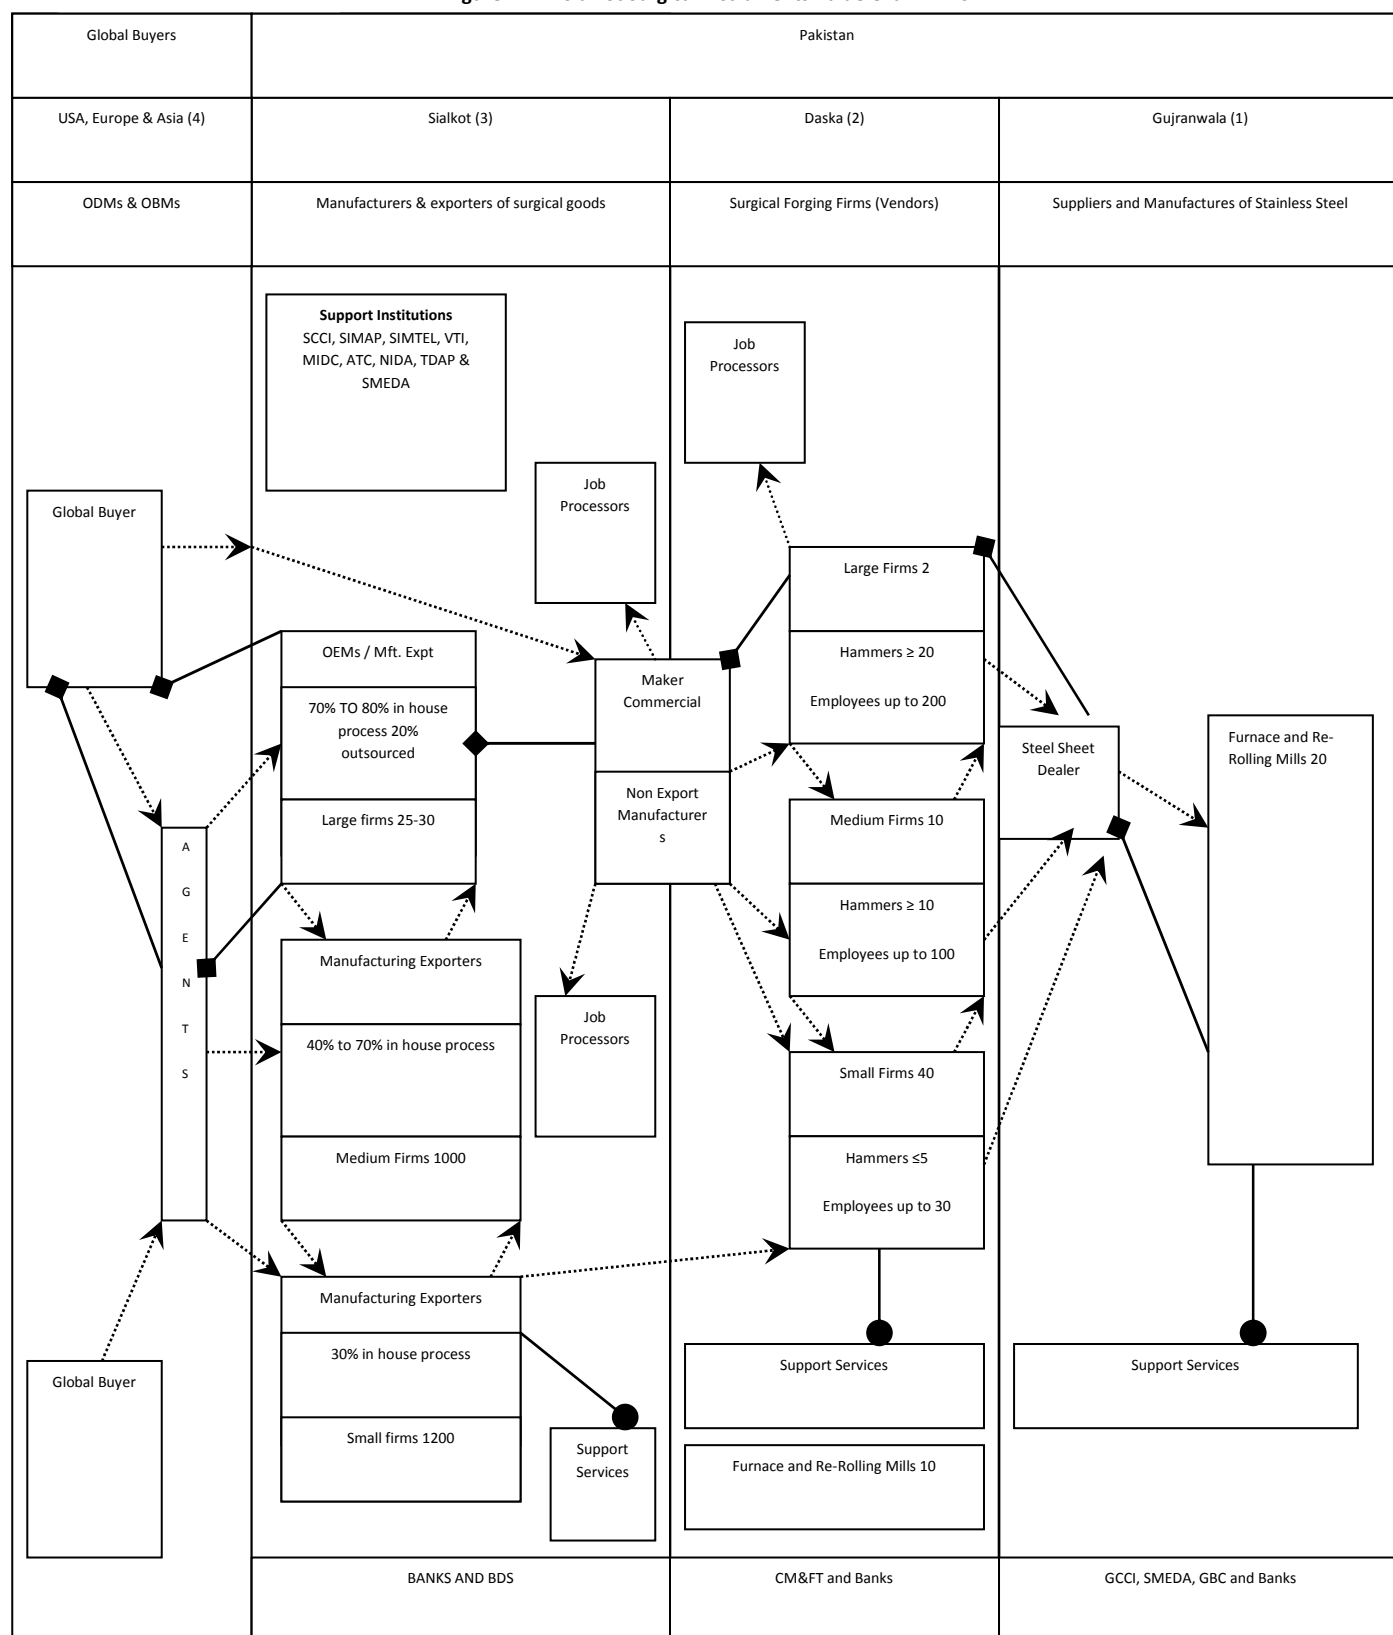 Global Buyers
Pakistan
USA, Europe & Asia (4)
Sialkot (3)
Daska (2)
Gujranwala (1)
ODMs & OBMs
Manufacturers & exporters of surgical goods
Surgical Forging Firms (Vendors)
Suppliers and Manufactures of Stainless Steel
Support Institutions
SCCI, SIMAP, SIMTEL, VTI,
MIDC, ATC, NIDA, TDAP &
SMEDA
Job
Processors
Job
Processors
Global Buyer
Large Firms 2
Hammers ≥ 20
Employees up to 200
OEMs / Mft. Expt
70% TO 80% in house
process 20%
outsourced
Large firms 25-30
Maker
Commercial
Non Export
Manufacturer
s
Steel Sheet
Dealer
Furnace and Re-
Rolling Mills 20
Medium Firms 10
Hammers ≥ 10
Employees up to 100
A
G
E
N
T
S
Manufacturing Exporters
40% to 70% in house process
Medium Firms 1000
Job
Processors
Small Firms 40
Hammers ≤5
Employees up to 30
Manufacturing Exporters
30% in house process
Small firms 1200
Global Buyer
Support
Services
Support Services
Furnace and Re-Rolling Mills 10
Support Services
BANKS AND BDS
CM&FT and Banks
GCCI, SMEDA, GBC and Banks